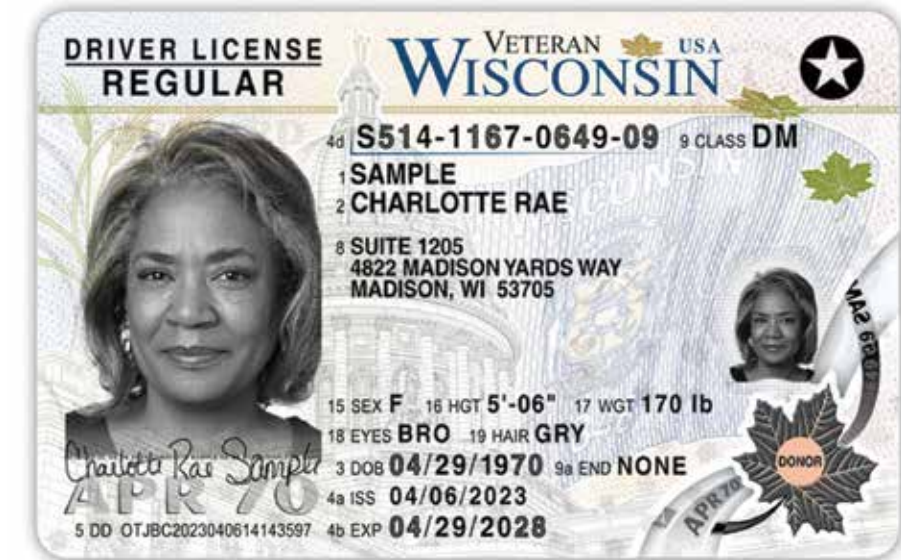 DRIVER LICENSE
REGULAR
VETERAN USA
WISCONSIN
4d S514-1167-0649-09 9 CLASS DM
1 SAMPLE
2 CHARLOTTE RAE
8 SUITE 1205
4822 MADISON YARDS WAY
MADISON, WI 53705
15 SEX F 16 HGT 5'-06" 17 WGT 170 lb
18 EYES BRO 19 HAIR GRY
3 DOB 04/29/1970 9a END NONE
4a ISS 04/06/2023
4b EXP 04/29/2028
Charlotte Rae Sample
APR 70
5 DD OTJBC2023040614143597
DONOR
APR 70